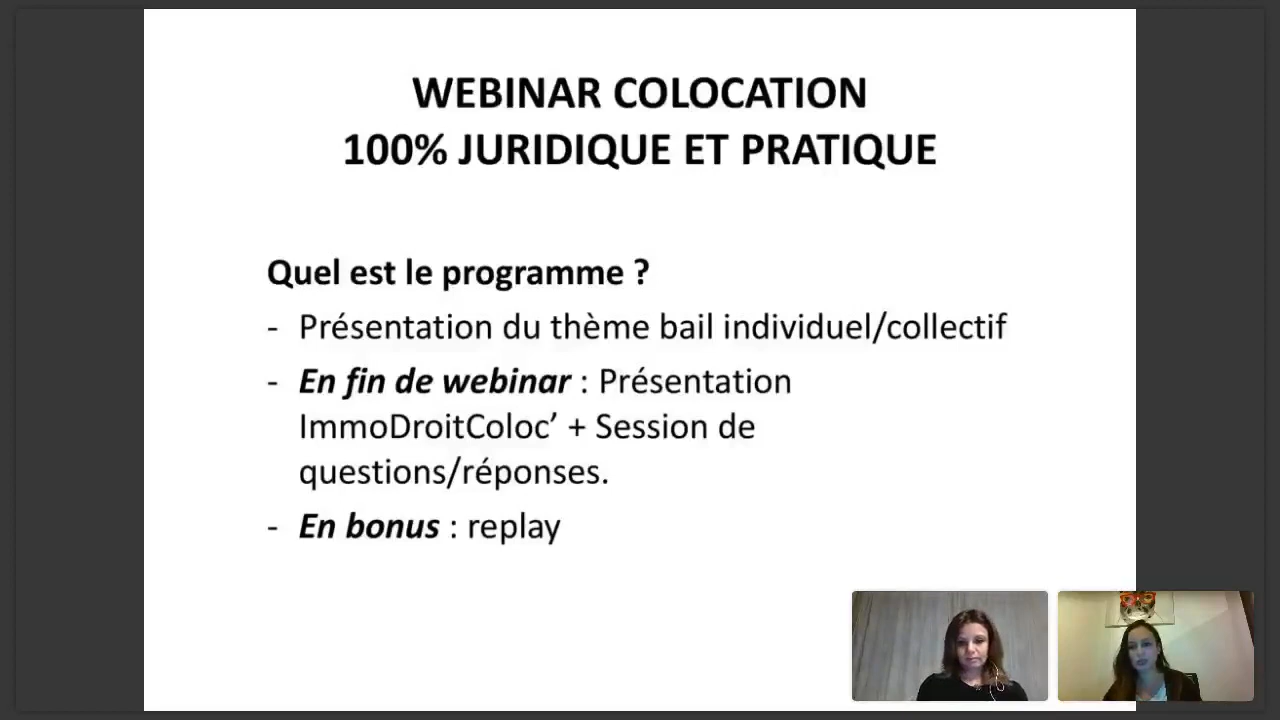 WEBINAR COLOCATION
100% JURIDIQUE ET PRATIQUE
Quel est le programme ?
- Présentation du thème bail individuel/collectif
- En fin de webinar : Présentation
ImmoDroitColoc’ + Session de
questions/réponses.
- En bonus : replay